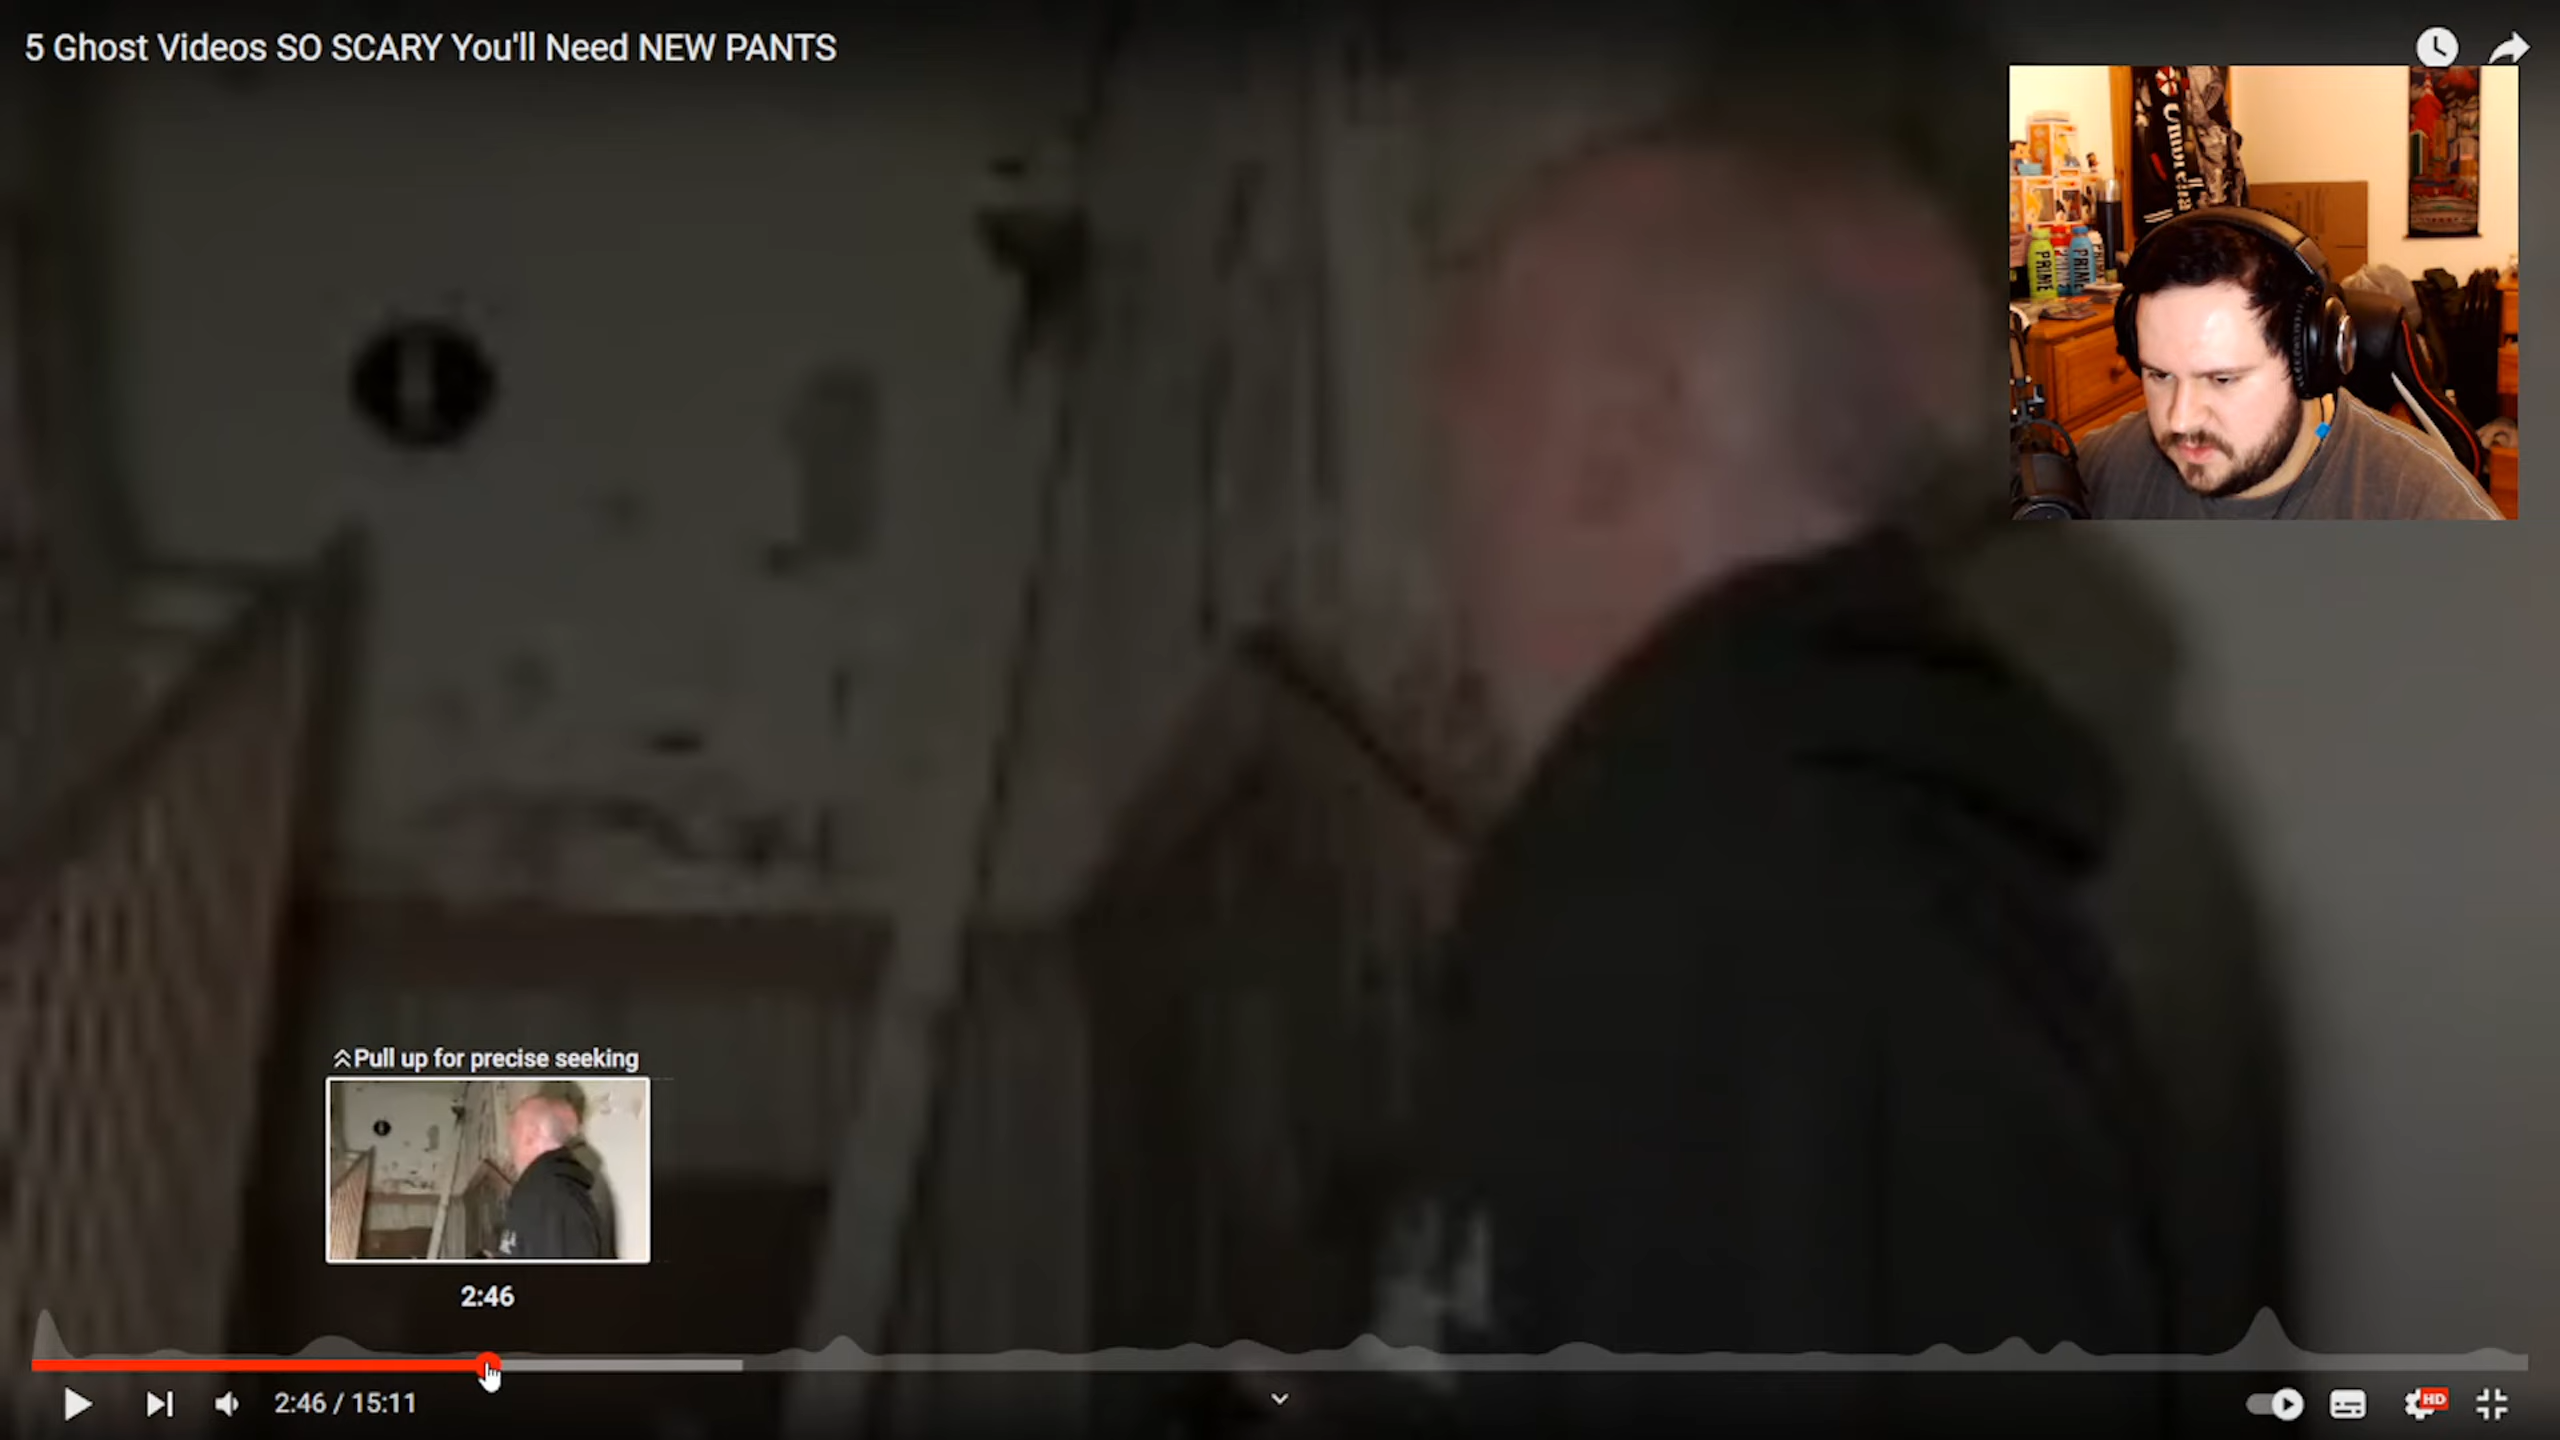 5 Ghost Videos SO SCARY You'll Need NEW PANTS
PRIME
PRIME
Pull up for precise seeking
2:46
2:46 / 15:11
HD